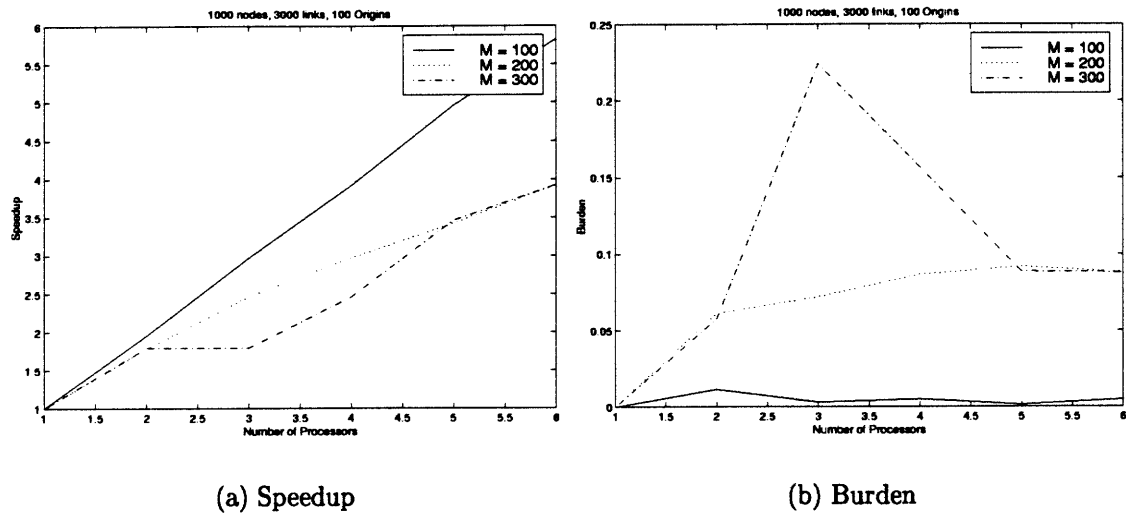 1000 nodes, 3000 links, 100 Origins
6
5.5
5
4.5
4
3.5
3
2.5
2
1.5
1
Speedup
M = 100
M = 200
M = 300
1
1.5
2
2.5
3
3.5
4
4.5
5
5.5
6
Number of Processors
(a) Speedup
1000 nodes, 3000 links, 100 Origins
0.25
0.2
0.15
0.1
0.05
0
Burden
M = 100
M = 200
M = 300
1
1.5
2
2.5
3
3.5
4
4.5
5
5.5
6
Number of Processors
(b) Burden